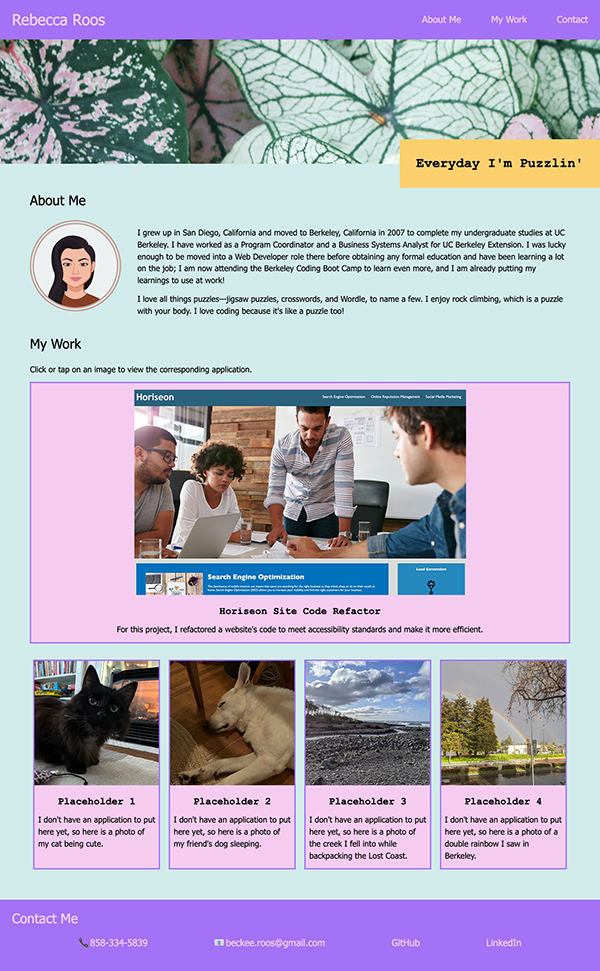 Rebecca Roos
About Me
My Work
Contact
Everyday I'm Puzzlin'
About Me
I grew up in San Diego, California and moved to Berkeley, California in 2007 to complete my undergraduate studies at UC
Berkeley. I have worked as a Program Coordinator and a Business Systems Analyst for UC Berkeley Extension. I was lucky
enough to be moved into a Web Developer role there before obtaining any formal education and have been learning a lot
on the job; I am now attending the Berkeley Coding Boot Camp to learn even more, and I am already putting my
learnings to use at work!
I love all things puzzles—jigsaw puzzles, crosswords, and Wordle, to name a few. I enjoy rock climbing, which is a puzzle
with your body. I love coding because it's like a puzzle too!
My Work
Click or tap on an image to view the corresponding application.
Horiseon
Search Engine Optimization
Online Reputation Management
Social Media Marketing
Search Engine Optimization
Lead Generation
Horiseon Site Code Refactor
For this project, I refactored a website's code to meet accessibility standards and make it more efficient.
Placeholder 1
I don't have an application to put
here yet, so here is a photo of
my cat being cute.
Placeholder 2
I don't have an application to put
here yet, so here is a photo of
my friend's dog sleeping.
Placeholder 3
I don't have an application to put
here yet, so here is a photo of
the creek I fell into while
backpacking the Lost Coast.
Placeholder 4
I don't have an application to put
here yet, so here is a photo of a
double rainbow I saw in
Berkeley.
Contact Me
858-334-5839
beckee.roos@gmail.com
GitHub
LinkedIn